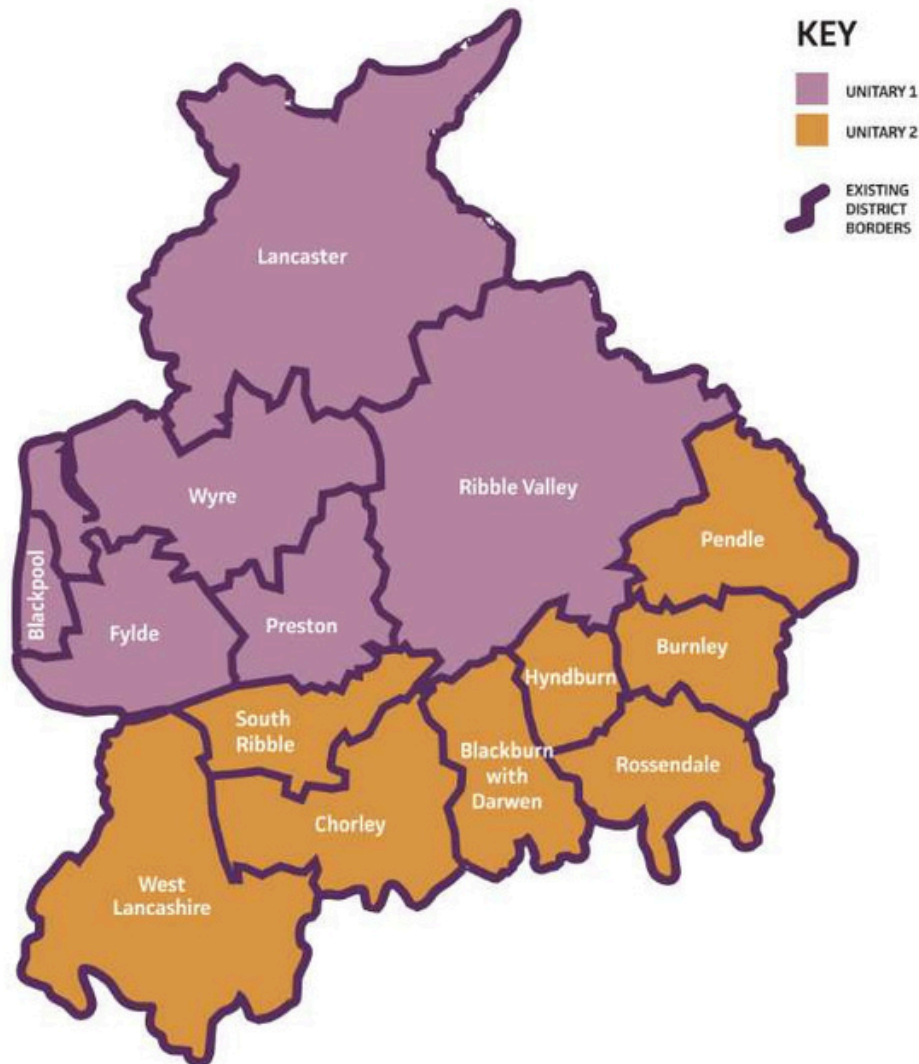 KEY
UNITARY 1
UNITARY 2
EXISTING
DISTRICT
BORDERS
Lancaster
Wyre
Ribble Valley
Pendle
Blackpool
Fylde
Preston
Burnley
Hyndburn
South
Ribble
Blackburn
with
Darwen
Rossendale
Chorley
West
Lancashire